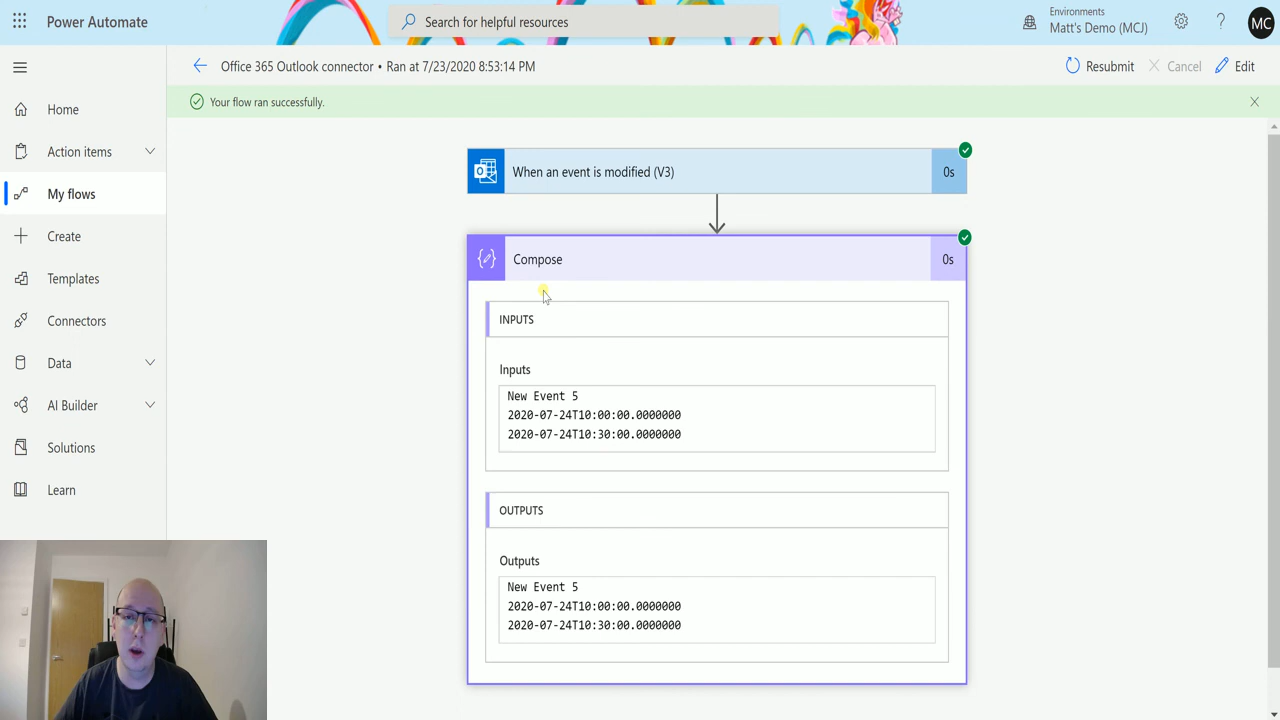 Power Automate
Search for helpful resources
Environments
Matt's Demo (MCJ)
MC
Office 365 Outlook connector • Ran at 7/23/2020 8:53:14 PM
Resubmit
Cancel
Edit
Your flow ran successfully.
Home
Action items
My flows
Create
Templates
Connectors
Data
AI Builder
Solutions
Learn
When an event is modified (V3)
0s
Compose
0s
INPUTS
Inputs
New Event 5
2020-07-24T10:00:00.0000000
2020-07-24T10:30:00.0000000
OUTPUTS
Outputs
New Event 5
2020-07-24T10:00:00.0000000
2020-07-24T10:30:00.0000000